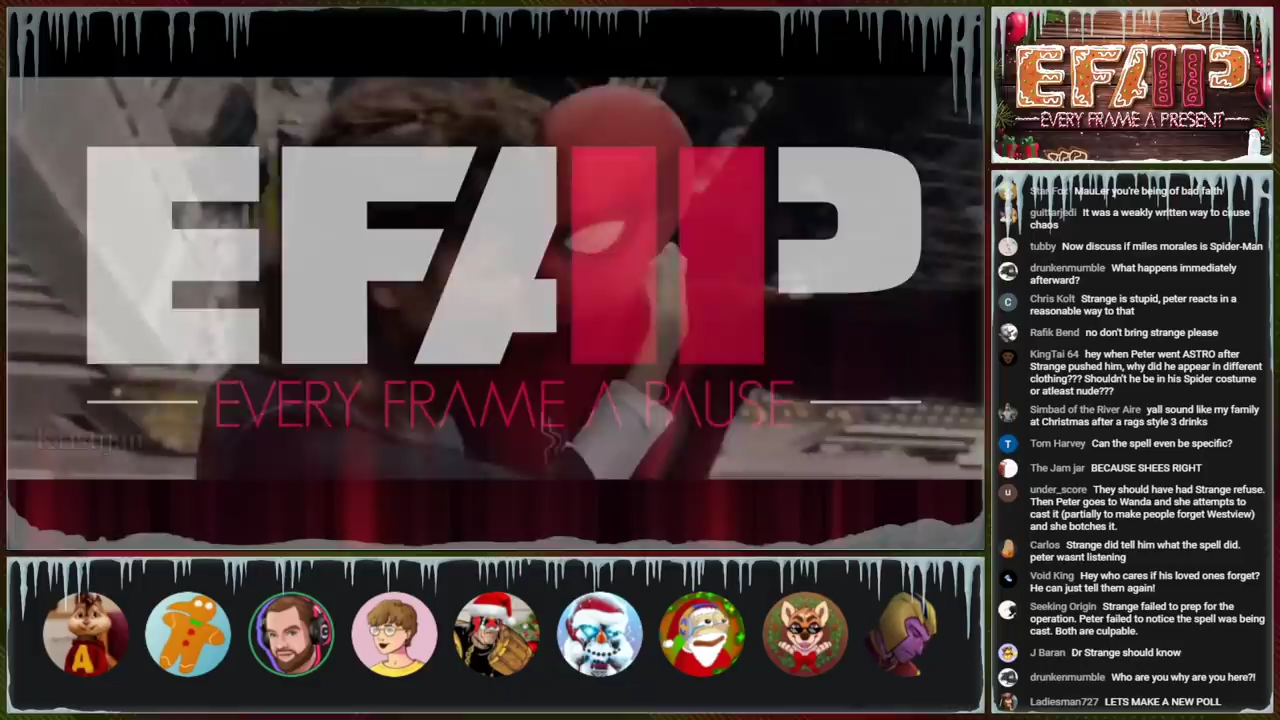 EFAP
EVERY FRAME A PAUSE
EFAP
EVERY FRAME A PRESENT
Star Fox MauLer you're being of bad faith
guittarjedi It was a weakly written way to cause
chaos
tubby Now discuss if miles morales is Spider-Man
drunkenmumble What happens immediately
afterward?
Chris Kolt Strange is stupid, peter reacts in a
reasonable way to that
Rafik Bend no don't bring strange please
KingTai 64 hey when Peter went ASTRO after
Strange pushed him, why did he appear in different
clothing??? Shouldn't he be in his Spider costume
or atleast nude???
Simbad of the River Aire yall sound like my family
at Christmas after a rags style 3 drinks
T Tom Harvey Can the spell even be specific?
The Jam jar BECAUSE SHEES RIGHT
u under_score They should have had Strange refuse.
Then Peter goes to Wanda and she attempts to
cast it (partially to make people forget Westview)
and she botches it.
Carlos Strange did tell him what the spell did.
peter wasnt listening
Void King Hey who cares if his loved ones forget?
He can just tell them again!
Seeking Origin Strange failed to prep for the
operation. Peter failed to notice the spell was being
cast. Both are culpable.
J Baran Dr Strange should know
drunkenmumble Who are you why are you here?!
Ladiesman727 LETS MAKE A NEW POLL
A